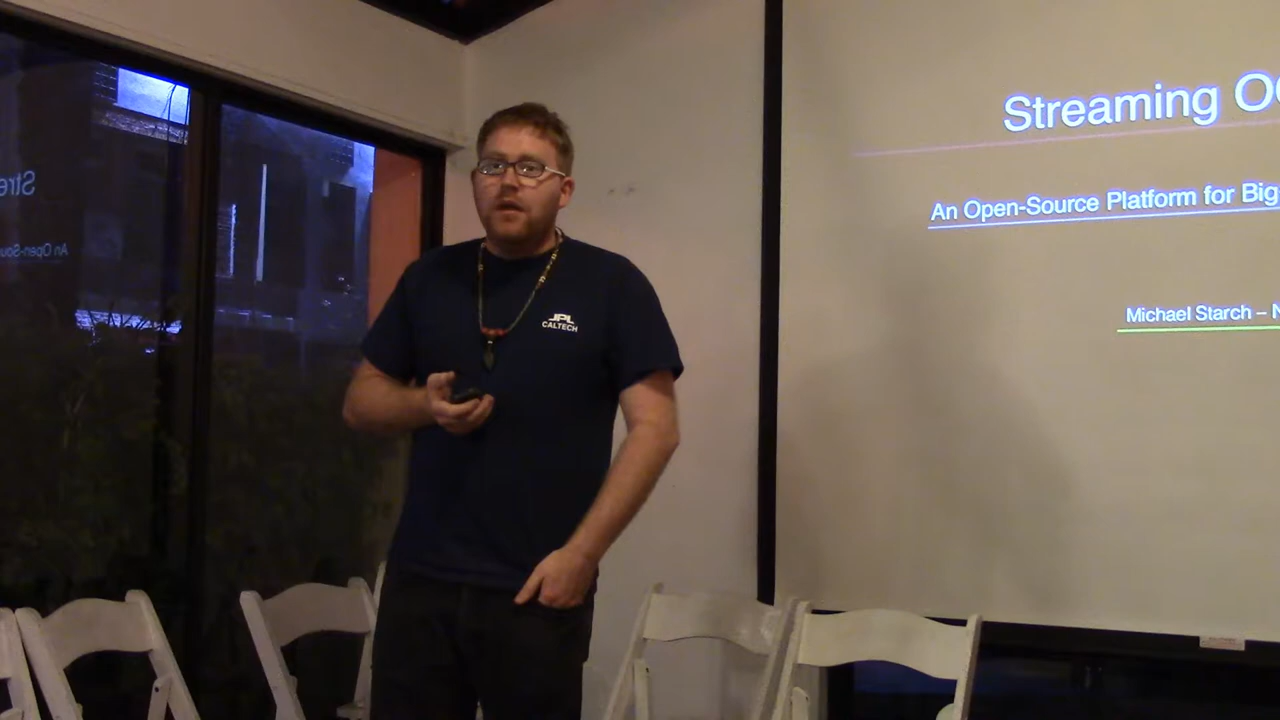 Streaming O
An Open-Source Platform for Big
Michael Starch – N
JPL
CALTECH